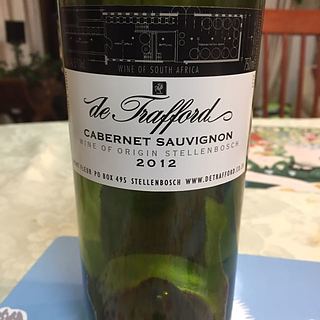 WINE OF SOUTH AFRICA
de Trafford
CABERNET SAUVIGNON
WINE OF ORIGIN STELLENBOSCH
2012
PO BOX 495 STELLENBOSCH WWW.DETRAFFORD.CO